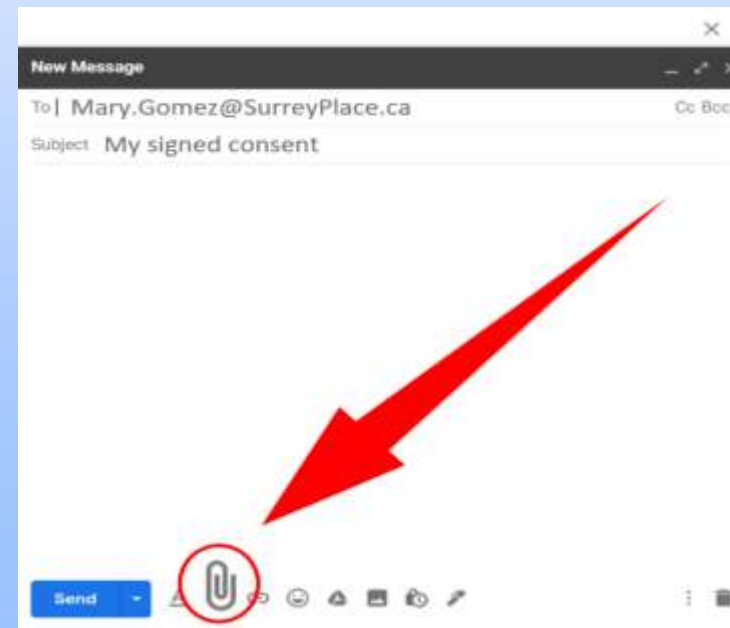 New Message
To Mary.Gomez@SurreyPlace.ca Cc Bcc
Subject My signed consent
Send